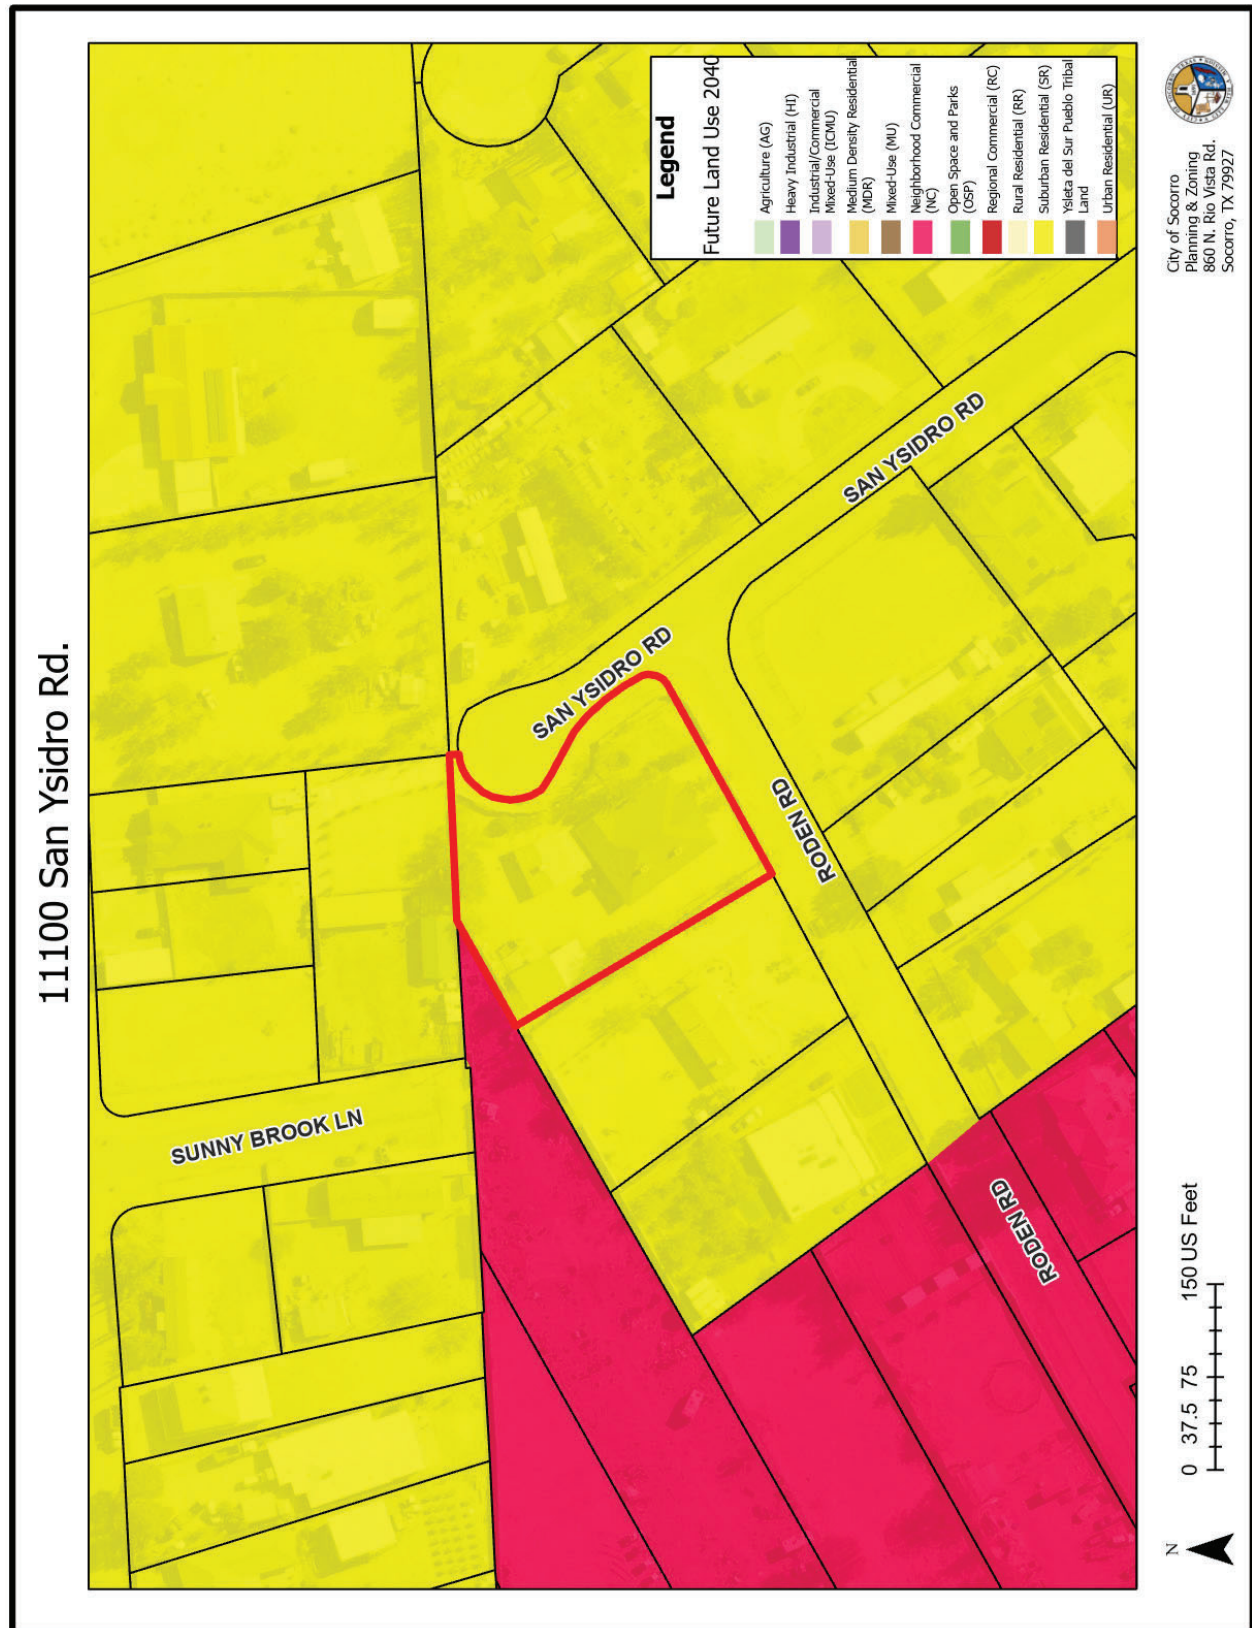 11100 San Ysidro Rd.
SUNNY BROOK LN
SAN YSIDRO RD
SAN YSIDRO RD
RODEN RD
RODEN RD
Legend
Future Land Use 2040
Agriculture (AG)
Heavy Industrial (HI)
Industrial/Commercial
Mixed-Use (ICMU)
Medium Density Residential
(MDR)
Mixed-Use (MU)
Neighborhood Commercial
(NC)
Open Space and Parks
(OSP)
Regional Commercial (RC)
Rural Residential (RR)
Suburban Residential (SR)
Ysleta del Sur Pueblo Tribal
Land
Urban Residential (UR)
N
0 37.5 75 150 US Feet
City of Socorro
Planning & Zoning
860 N. Rio Vista Rd.
Socorro, TX 79927